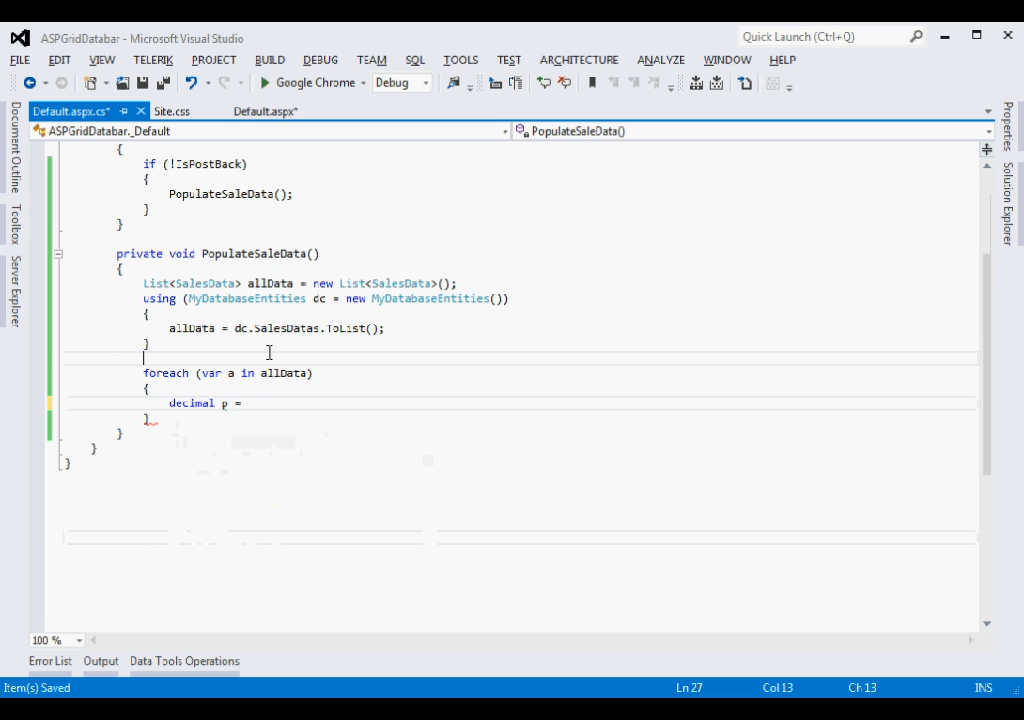 ASPGridDatabar - Microsoft Visual Studio
Quick Launch (Ctrl+Q)
FILE EDIT VIEW TELERIK PROJECT BUILD DEBUG TEAM SQL TOOLS TEST ARCHITECTURE ANALYZE WINDOW HELP
Google Chrome Debug
Default.aspx.cs* Site.css Default.aspx*
ASPGridDatabar._Default PopulateSaleData()
{
if (!IsPostBack)
{
PopulateSaleData();
}
}
private void PopulateSaleData()
{
List<SalesData> allData = new List<SalesData>();
using (MyDatabaseEntities dc = new MyDatabaseEntities())
{
allData = dc.SalesDatas.ToList();
}
foreach (var a in allData)
{
decimal p =
}
}
}
}
Document Outline
Toolbox
Server Explorer
Properties
Solution Explorer
100 %
Error List Output Data Tools Operations
Item(s) Saved Ln 27 Col 13 Ch 13 INS